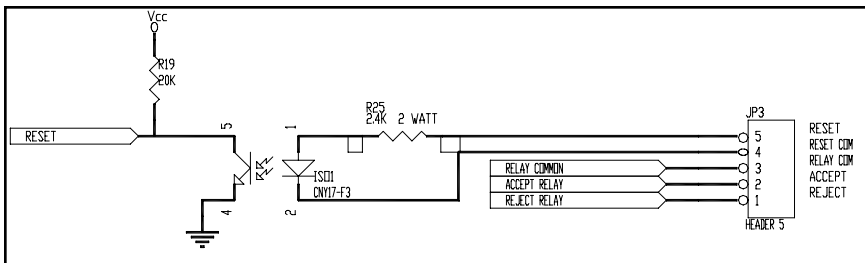 Vcc
R19
20K
RESET
5
4
1
2
ISO1
CNY17-F3
R25
2.4K 2 WATT
JP3
5
4
3
2
1
RESET
RESET COM
RELAY COM
ACCEPT
REJECT
RELAY COMMON
ACCEPT RELAY
REJECT RELAY
HEADER 5